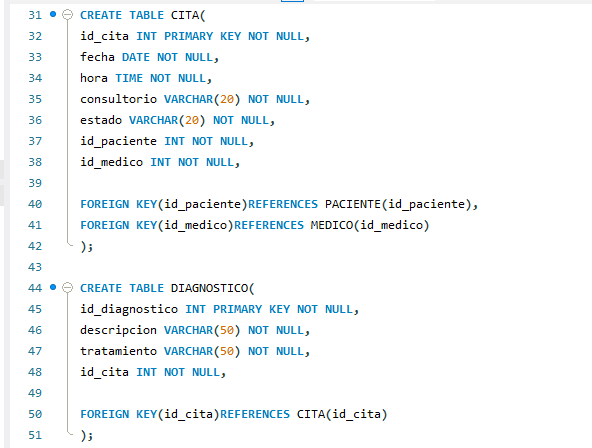 31 CREATE TABLE CITA(
32 id_cita INT PRIMARY KEY NOT NULL,
33 fecha DATE NOT NULL,
34 hora TIME NOT NULL,
35 consultorio VARCHAR(20) NOT NULL,
36 estado VARCHAR(20) NOT NULL,
37 id_paciente INT NOT NULL,
38 id_medico INT NOT NULL,
39
40 FOREIGN KEY(id_paciente)REFERENCES PACIENTE(id_paciente),
41 FOREIGN KEY(id_medico)REFERENCES MEDICO(id_medico)
42 );
43
44 CREATE TABLE DIAGNOSTICO(
45 id_diagnostico INT PRIMARY KEY NOT NULL,
46 descripcion VARCHAR(50) NOT NULL,
47 tratamiento VARCHAR(50) NOT NULL,
48 id_cita INT NOT NULL,
49
50 FOREIGN KEY(id_cita)REFERENCES CITA(id_cita)
51 );